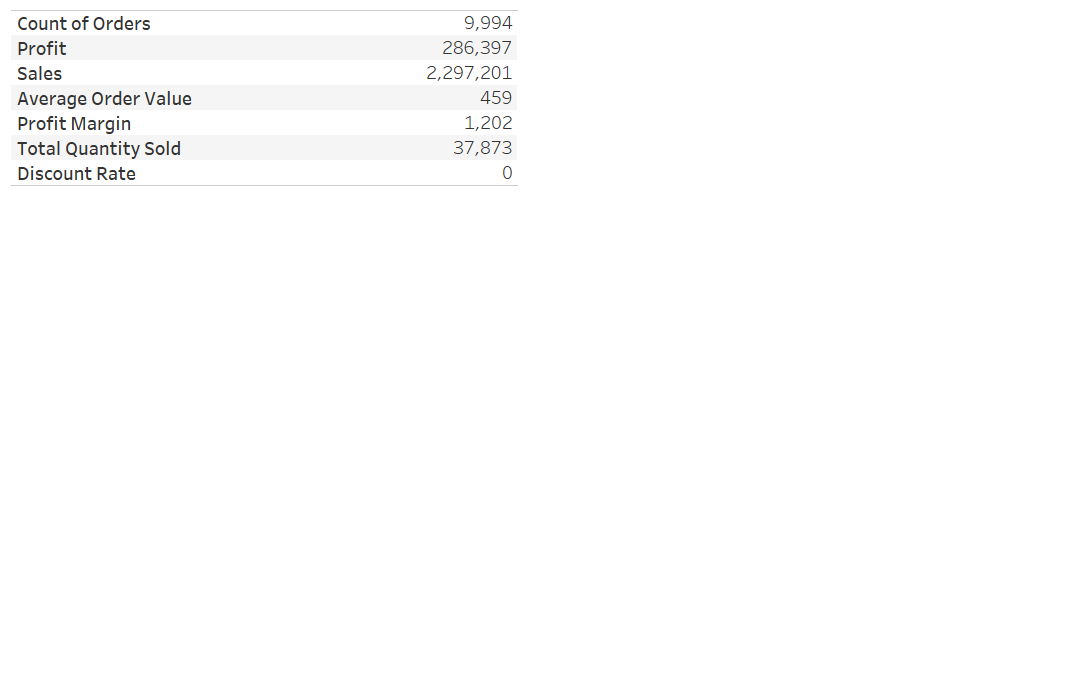 Count of Orders 9,994
Profit 286,397
Sales 2,297,201
Average Order Value 459
Profit Margin 1,202
Total Quantity Sold 37,873
Discount Rate 0